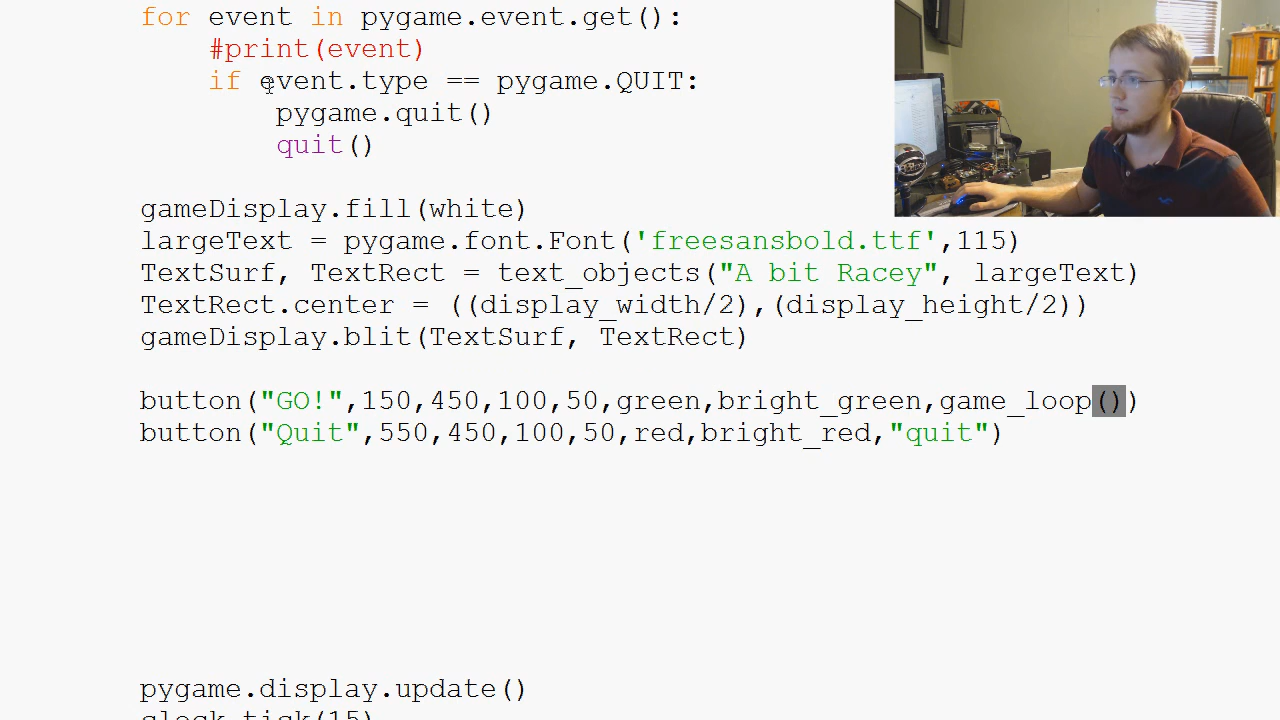 for event in pygame.event.get():
#print(event)
if event.type == pygame.QUIT:
pygame.quit()
quit()
gameDisplay.fill(white)
largeText = pygame.font.Font('freesansbold.ttf',115)
TextSurf, TextRect = text_objects("A bit Racey", largeText)
TextRect.center = ((display_width/2),(display_height/2))
gameDisplay.blit(TextSurf, TextRect)
button("GO!",150,450,100,50,green,bright_green,game_loop())
button("Quit",550,450,100,50,red,bright_red,"quit")
pygame.display.update()
clock.tick(15)